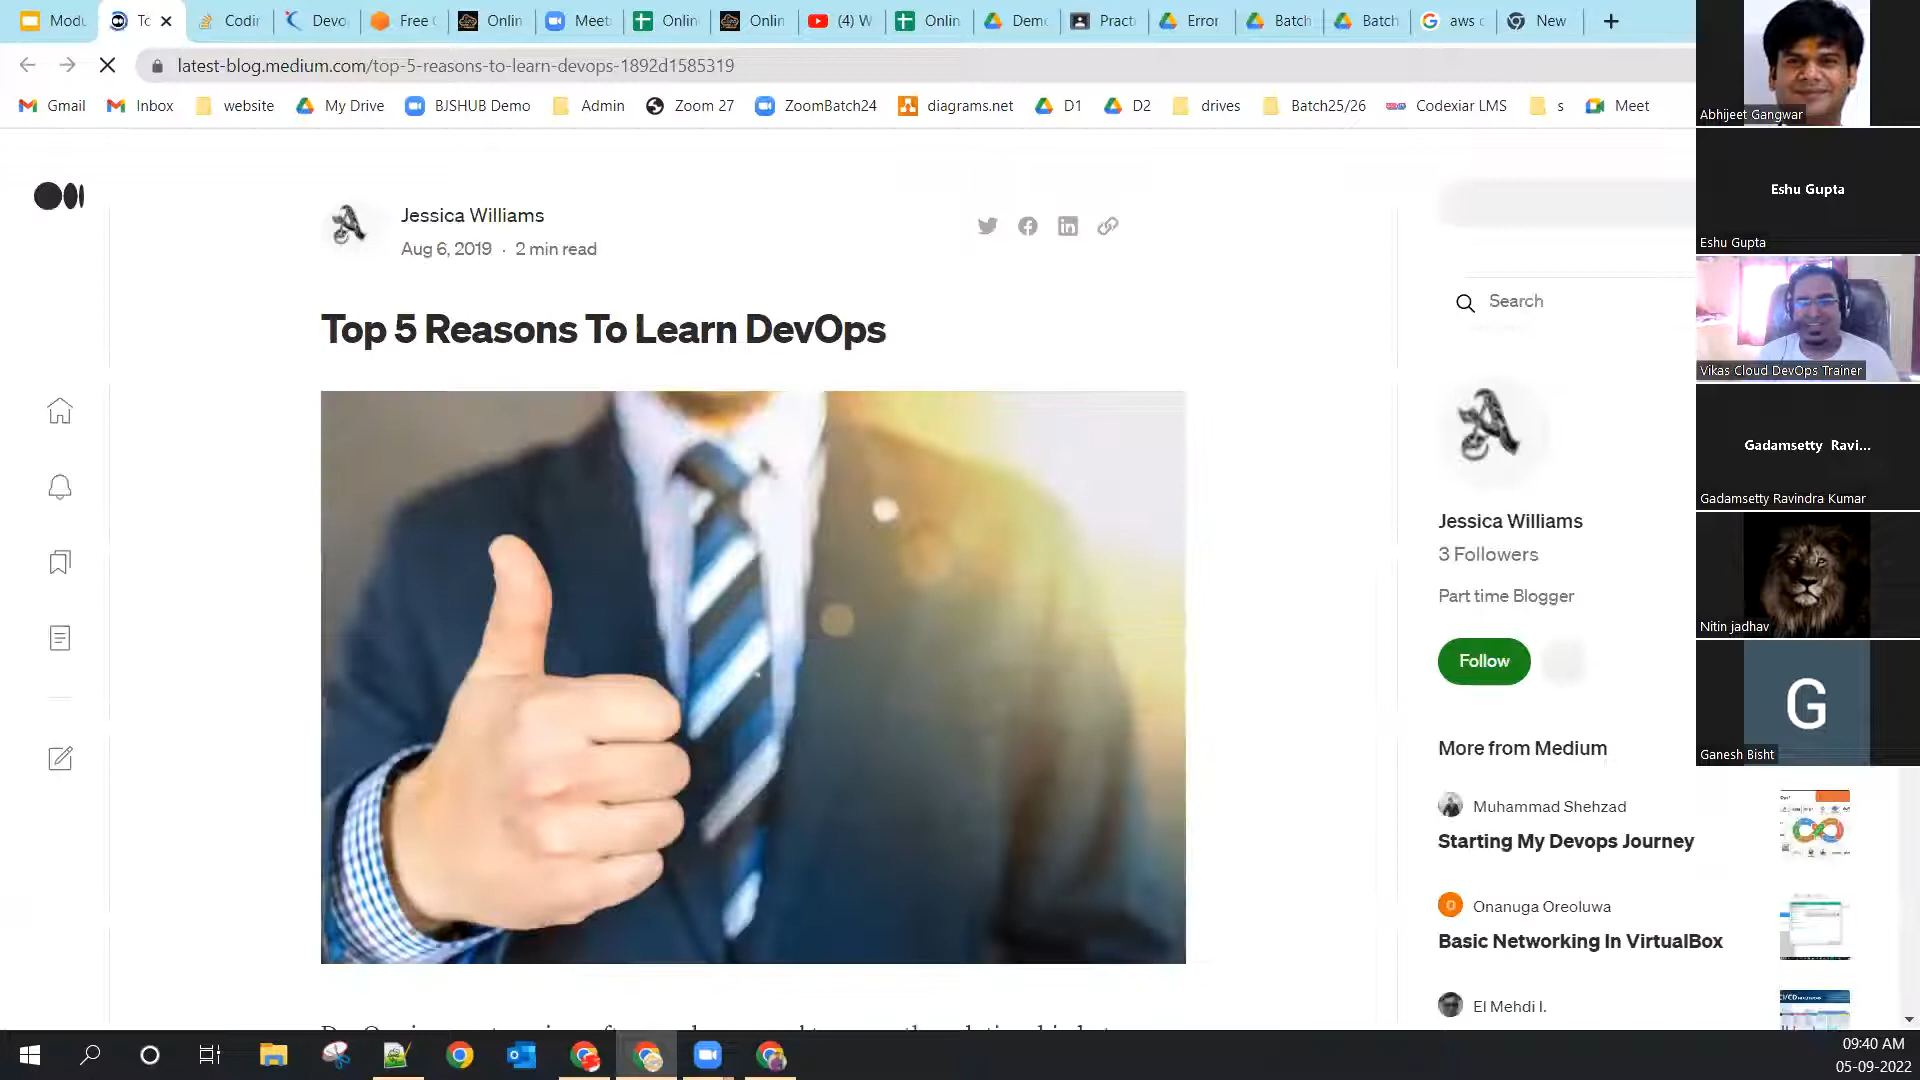 Modu
To
Codin
Devo
Free
Onlin
Meet
Onlin
Onlin
(4) W
Onlin
Demo
Practi
Error
Batch
Batch
aws c
New
latest-blog.medium.com/top-5-reasons-to-learn-devops-1892d1585319
Gmail
Inbox
website
My Drive
BJSHUB Demo
Admin
Zoom 27
ZoomBatch24
diagrams.net
D1
D2
drives
Batch25/26
Codexiar LMS
s
Meet
Jessica Williams
Aug 6, 2019 · 2 min read
Top 5 Reasons To Learn DevOps
Search
Jessica Williams
3 Followers
Part time Blogger
Follow
More from Medium
Muhammad Shehzad
Starting My Devops Journey
Onanuga Oreoluwa
Basic Networking In VirtualBox
El Mehdi I.
Abhijeet Gangwar
Eshu Gupta
Eshu Gupta
Vikas Cloud DevOps Trainer
Gadamsetty Ravi...
Gadamsetty Ravindra Kumar
Nitin jadhav
G
Ganesh Bisht
09:40 AM
05-09-2022